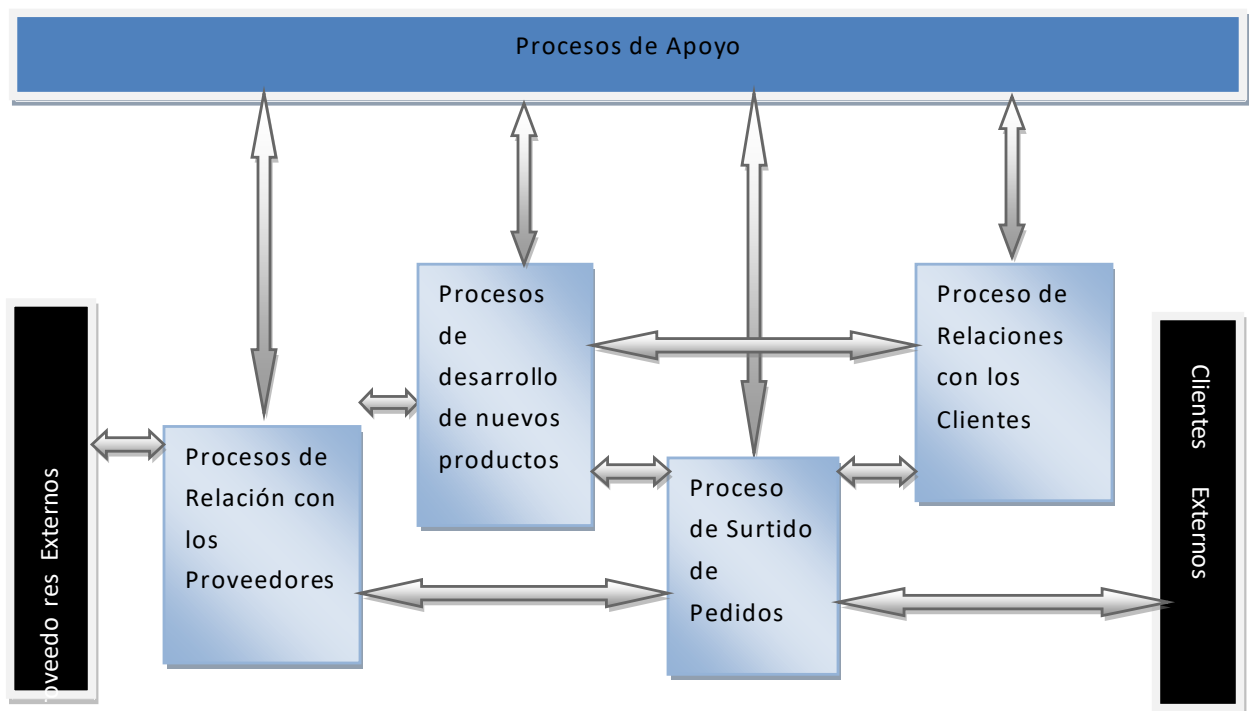 Procesos de Apoyo
Procesos
de
desarrollo
de nuevos
productos
Proceso de
Relaciones
con los
Clientes
Procesos de
Relación con
los
Proveedores
Proceso
de Surtido
de
Pedidos
oveedo res Externos
Clientes Externos